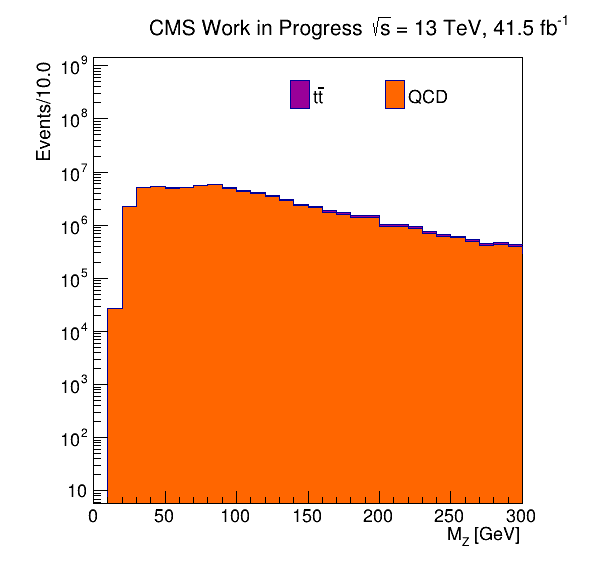 CMS Work in Progress √s = 13 TeV, 41.5 fb⁻¹
Events/10.0
tt̄
QCD
10⁹
10⁸
10⁷
10⁶
10⁵
10⁴
10³
10²
10
0 50 100 150 200 250 300
M_Z [GeV]